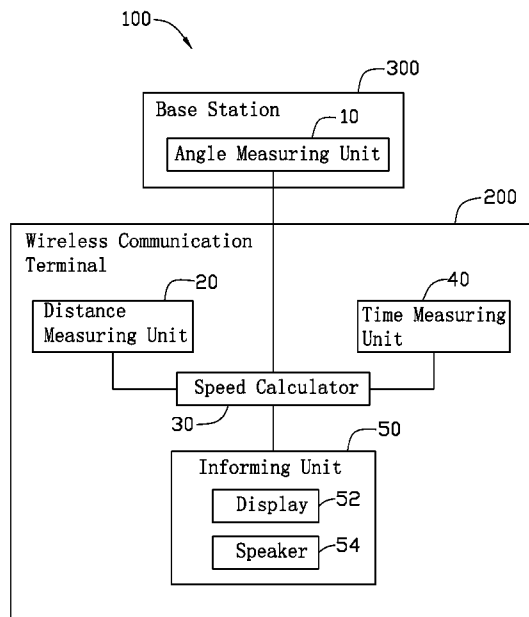 100
300
Base Station
10
Angle Measuring Unit
200
Wireless Communication
Terminal
20
40
Distance
Measuring Unit
Time Measuring
Unit
Speed Calculator
30
50
Informing Unit
Display
52
Speaker
54